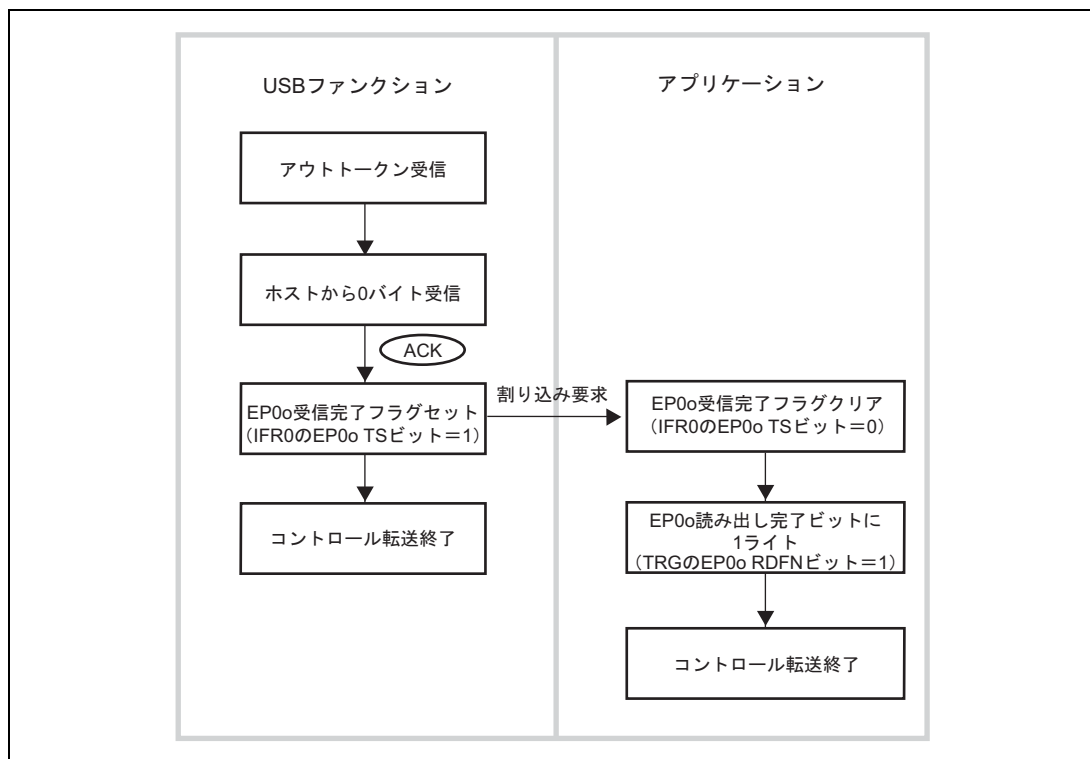 USBファンクション
アウトトークン受信
ホストから0バイト受信
ACK
EP0o受信完了フラグセット
（IFR0のEP0o TSビット＝1）
コントロール転送終了
割り込み要求
アプリケーション
EP0o受信完了フラグクリア
（IFR0のEP0o TSビット＝0）
EP0o読み出し完了ビットに
1ライト
（TRGのEP0o RDFNビット＝1）
コントロール転送終了